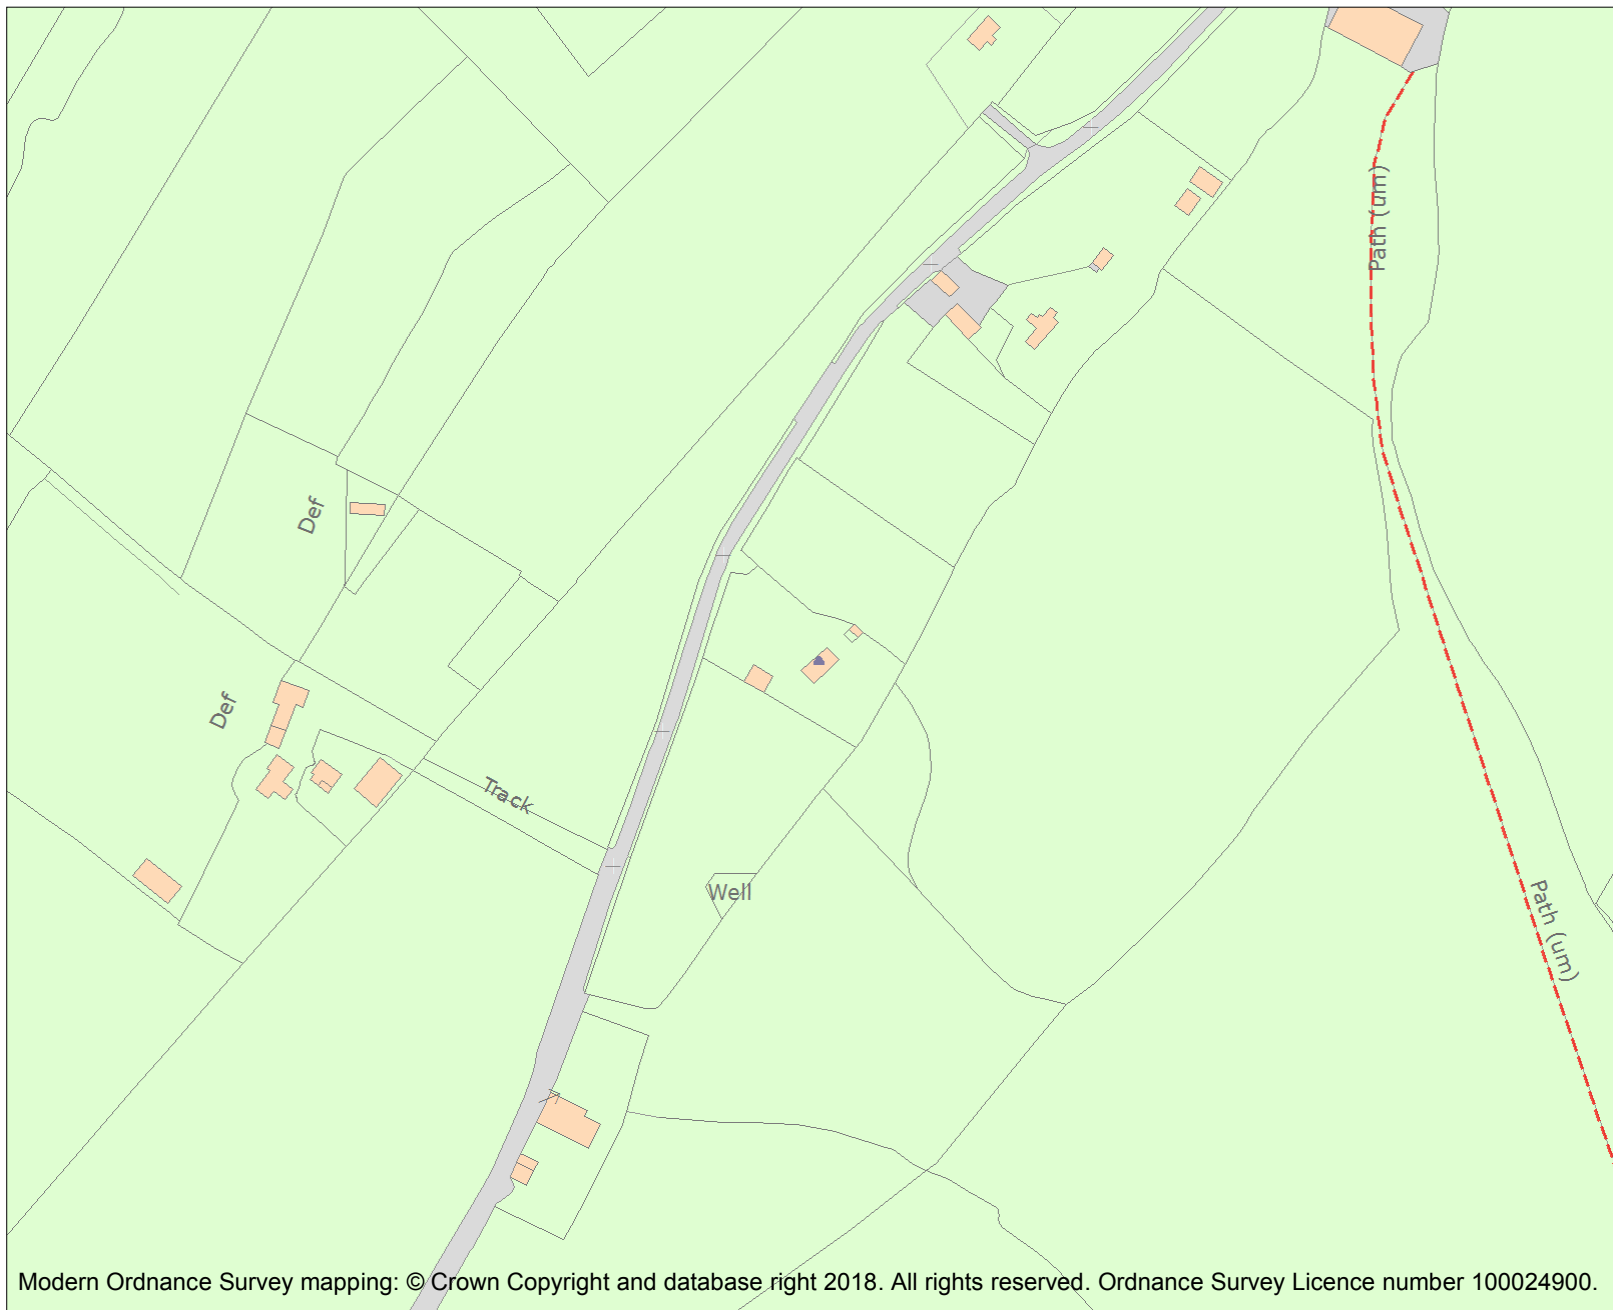 Path (um)
Def
Def
Track
Well
Path (um)
Modern Ordnance Survey mapping: © Crown Copyright and database right 2018. All rights reserved. Ordnance Survey Licence number 100024900.